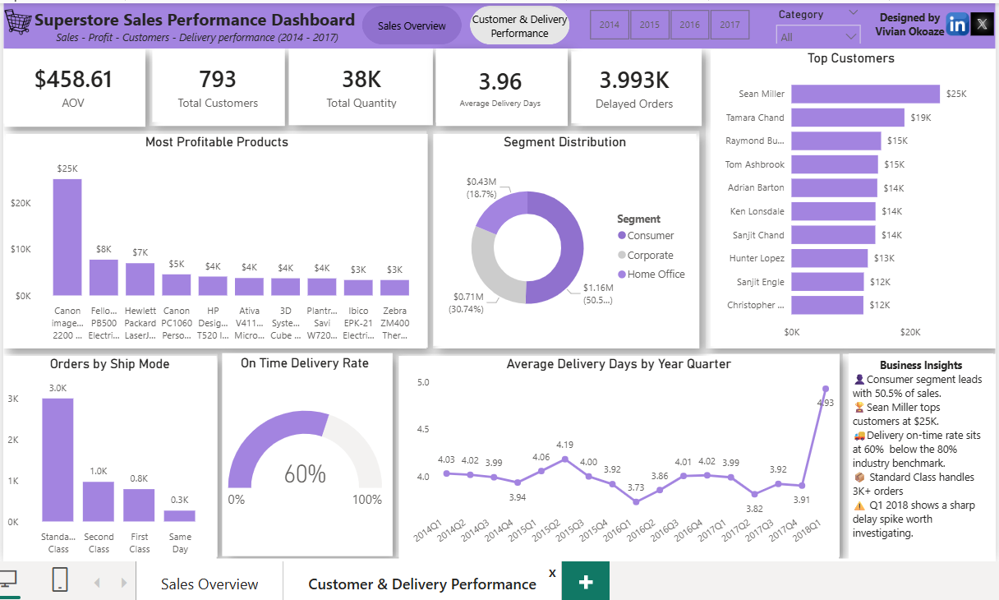 Superstore Sales Performance Dashboard
Sales - Profit - Customers - Delivery performance (2014 - 2017)
Sales Overview
Customer & Delivery
Performance
2014
2015
2016
2017
Category
All
Designed by
Vivian Okoaze
in
X
$458.61
AOV
793
Total Customers
38K
Total Quantity
3.96
Average Delivery Days
3.993K
Delayed Orders
Top Customers
Sean Miller
$25K
Tamara Chand
$19K
Raymond Bu...
$15K
Tom Ashbrook
$15K
Adrian Barton
$14K
Ken Lonsdale
$14K
Sanjit Chand
$14K
Hunter Lopez
$13K
Sanjit Engle
$12K
Christopher ...
$12K
$0K
$20K
Most Profitable Products
$20K
$10K
$0K
$25K
$8K
$7K
$5K
$4K
$4K
$4K
$4K
$3K
$3K
Canon
image...
2200 ...
Fello...
PB500
Electri...
Hewlett
Packard
LaserJ...
Canon
PC1060
Perso...
HP
Desig...
T520 I...
Ativa
V411...
Micro...
3D
Syste...
Cube ...
Plantr...
Savi
W720...
Ibico
EPK-21
Electri...
Zebra
ZM400
Ther...
Segment Distribution
$0.43M
(18.7%)
$0.71M
(30.74%)
$1.16M
(50.5...)
Segment
Consumer
Corporate
Home Office
Orders by Ship Mode
3K
2K
1K
0K
3.0K
1.0K
0.8K
0.3K
Standa...
Class
Second
Class
First
Class
Same
Day
On Time Delivery Rate
60%
0%
100%
Average Delivery Days by Year Quarter
5.0
4.5
4.0
4.03
4.02
3.99
3.94
4.06
4.19
4.00
3.92
3.73
3.86
4.01
4.02
3.99
3.82
3.92
3.91
4.93
2014Q1
2014Q2
2014Q3
2014Q4
2015Q1
2015Q2
2015Q3
2015Q4
2016Q1
2016Q2
2016Q3
2016Q4
2017Q1
2017Q2
2017Q3
2017Q4
2018Q1
Business Insights
👤Consumer segment leads
with 50.5% of sales.
🏆Sean Miller tops
customers at $25K.
🚚Delivery on-time rate sits
at 60%  below the 80%
industry benchmark.
📦 Standard Class handles
3K+ orders
⚠️ Q1 2018 shows a sharp
delay spike worth
investigating.
Sales Overview
Customer & Delivery Performance
x
+